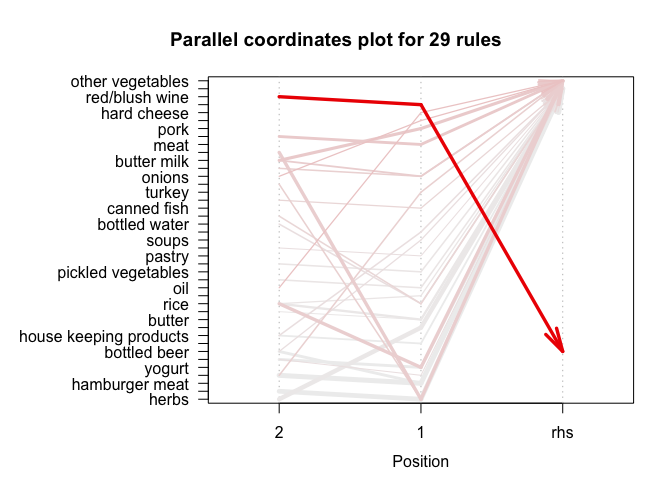 Parallel coordinates plot for 29 rules
other vegetables
red/blush wine
hard cheese
pork
meat
butter milk
onions
turkey
canned fish
bottled water
soups
pastry
pickled vegetables
oil
rice
butter
house keeping products
bottled beer
yogurt
hamburger meat
herbs
2 1 rhs
Position